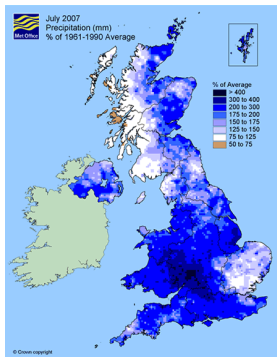 Met Office
July 2007
Precipitation (mm)
% of 1961-1990 Average
% of Average
> 400
300 to 400
200 to 300
175 to 200
150 to 175
125 to 150
75 to 125
50 to 75
© Crown copyright